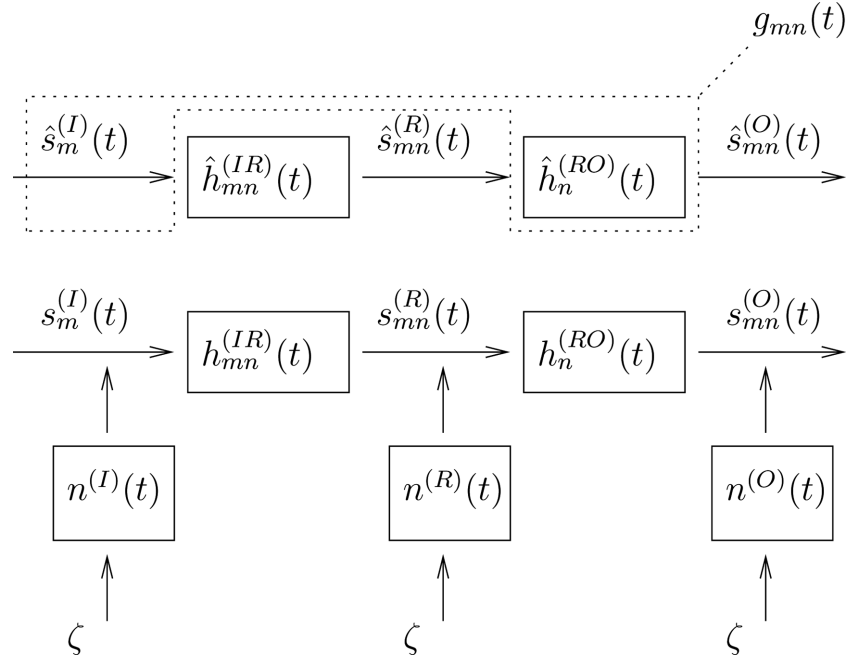 g_{mn}(t)
ŝ_m^{(I)}(t) ŝ_{mn}^{(R)}(t) ŝ_{mn}^{(O)}(t)
ĥ_{mn}^{(IR)}(t) ĥ_n^{(RO)}(t)
s_m^{(I)}(t) s_{mn}^{(R)}(t) s_{mn}^{(O)}(t)
h_{mn}^{(IR)}(t) h_n^{(RO)}(t)
n^{(I)}(t) n^{(R)}(t) n^{(O)}(t)
ζ ζ ζ